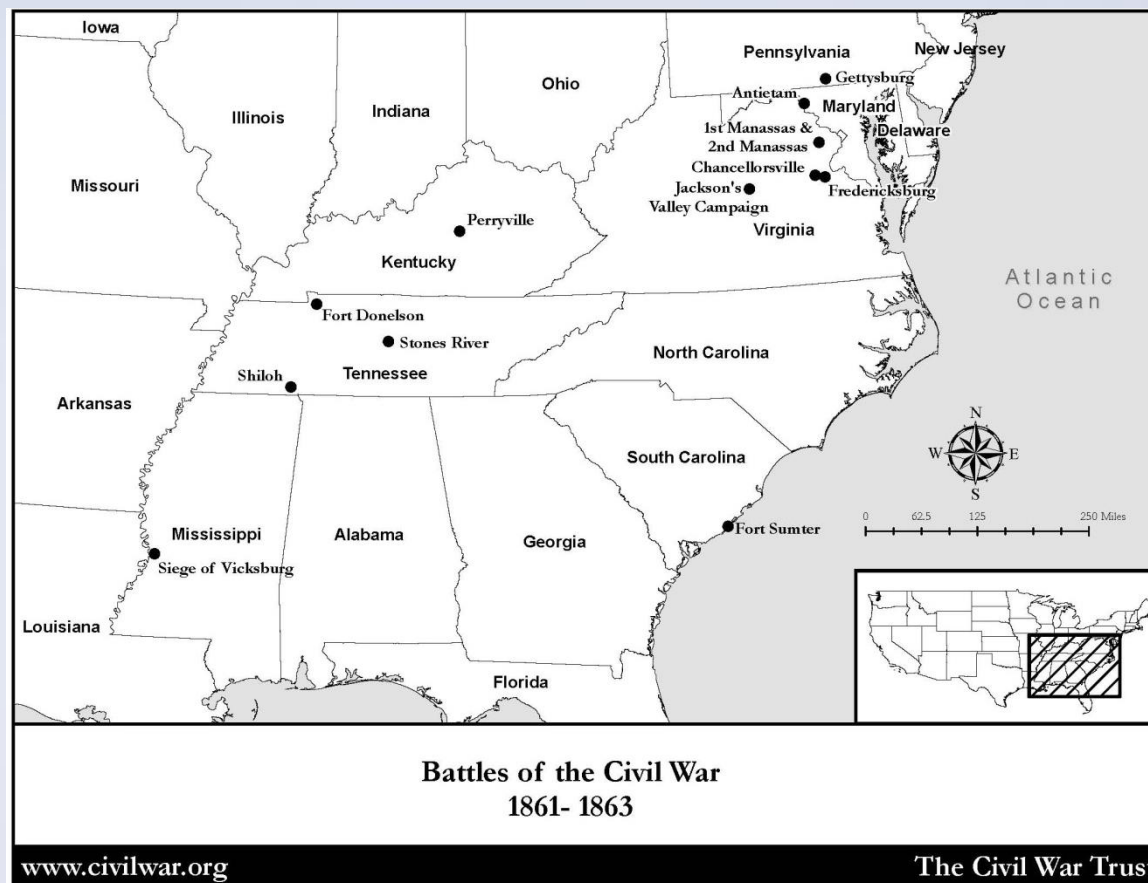 Iowa
Pennsylvania
New Jersey
Gettysburg
Ohio
Antietam
Indiana
Maryland
Illinois
1st Manassas &
2nd Manassas
Delaware
Chancellorsville
Missouri
Jackson's
Valley Campaign
Fredericksburg
Perryville
Virginia
Kentucky
Atlantic
Ocean
Fort Donelson
Stones River
North Carolina
Shiloh
Tennessee
Arkansas
N
W
E
S
South Carolina
0 62.5 125 250 Miles
Mississippi
Alabama
Georgia
Fort Sumter
Siege of Vicksburg
Louisiana
Florida
Battles of the Civil War
1861- 1863
www.civilwar.org
The Civil War Trust